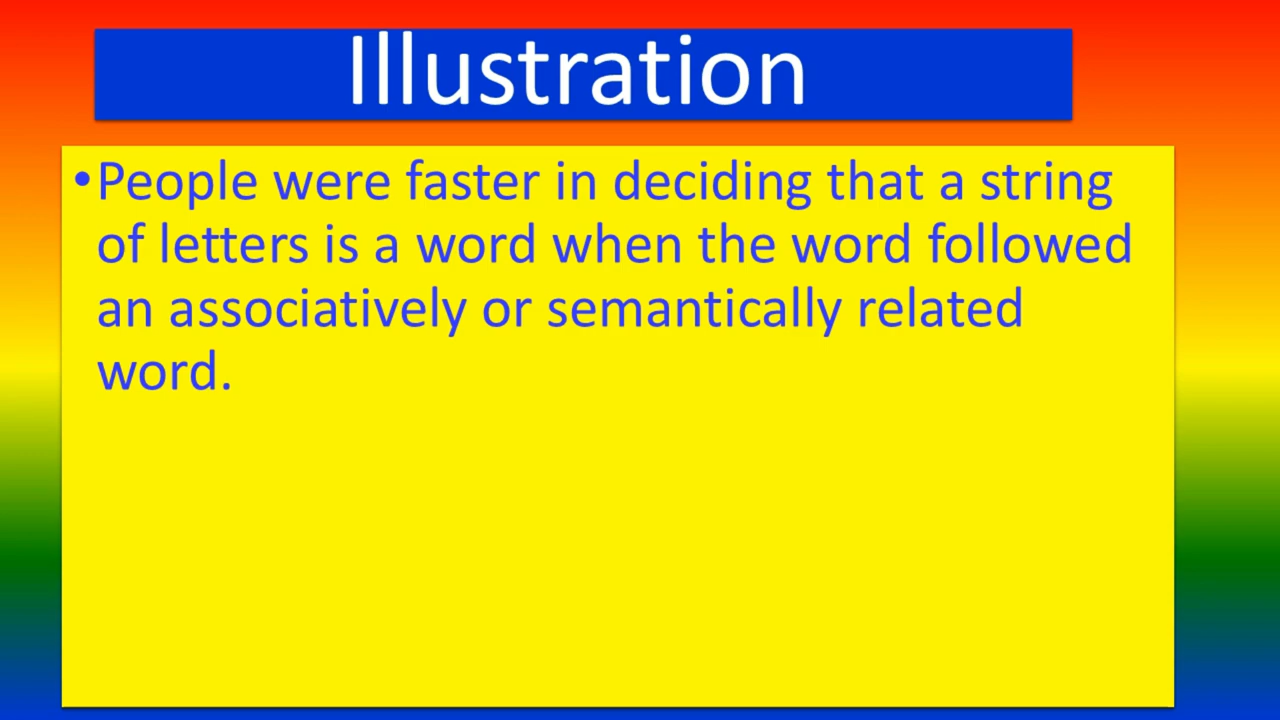 Illustration
•People were faster in deciding that a string
of letters is a word when the word followed
an associatively or semantically related
word.